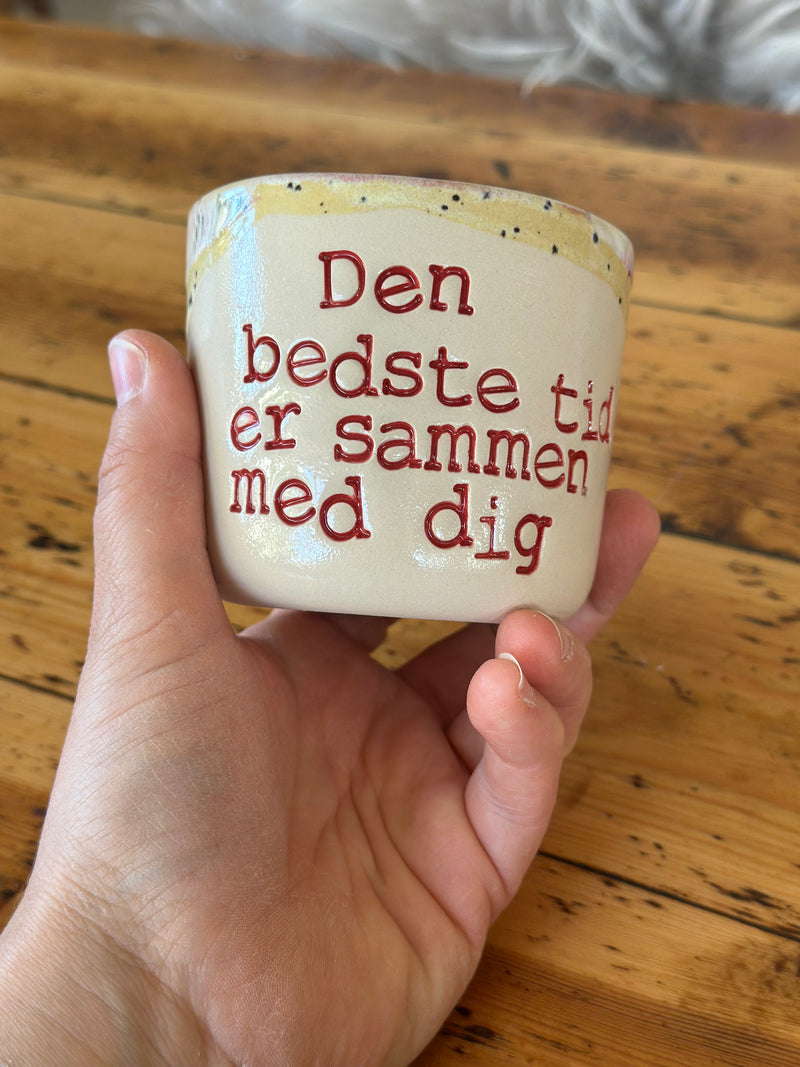 Den
bedste tid
er sammen
med dig